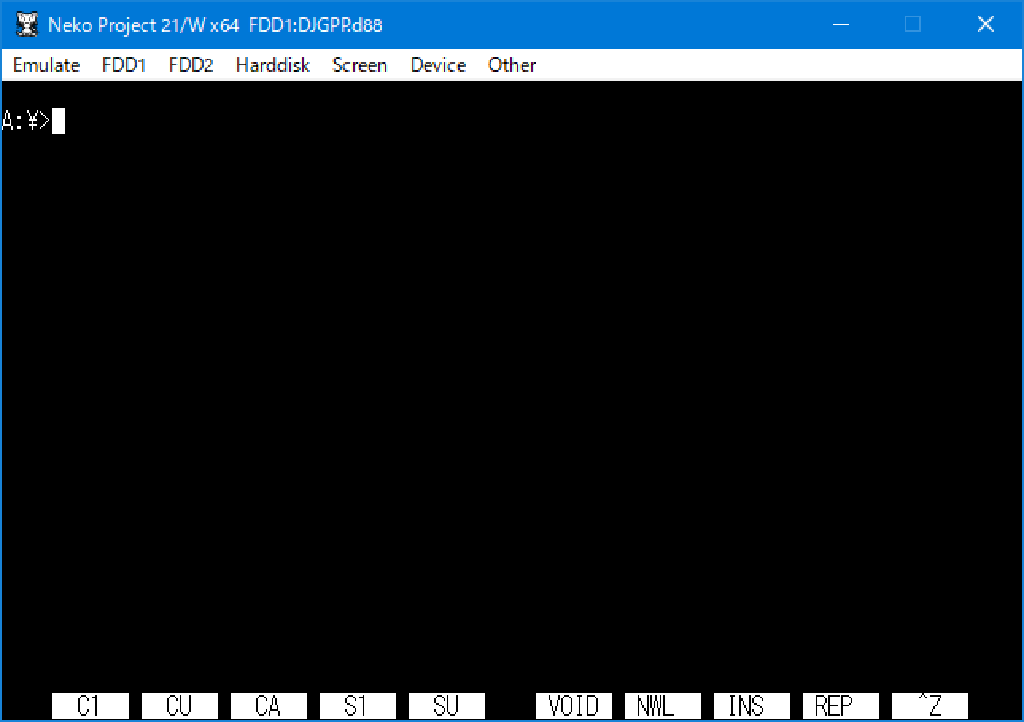 Neko Project 21/W x64 FDD1:DJGPP.d88
Emulate FDD1 FDD2 Harddisk Screen Device Other
A:¥>
C1 CU CA S1 SU VOID NWL INS REP ^Z